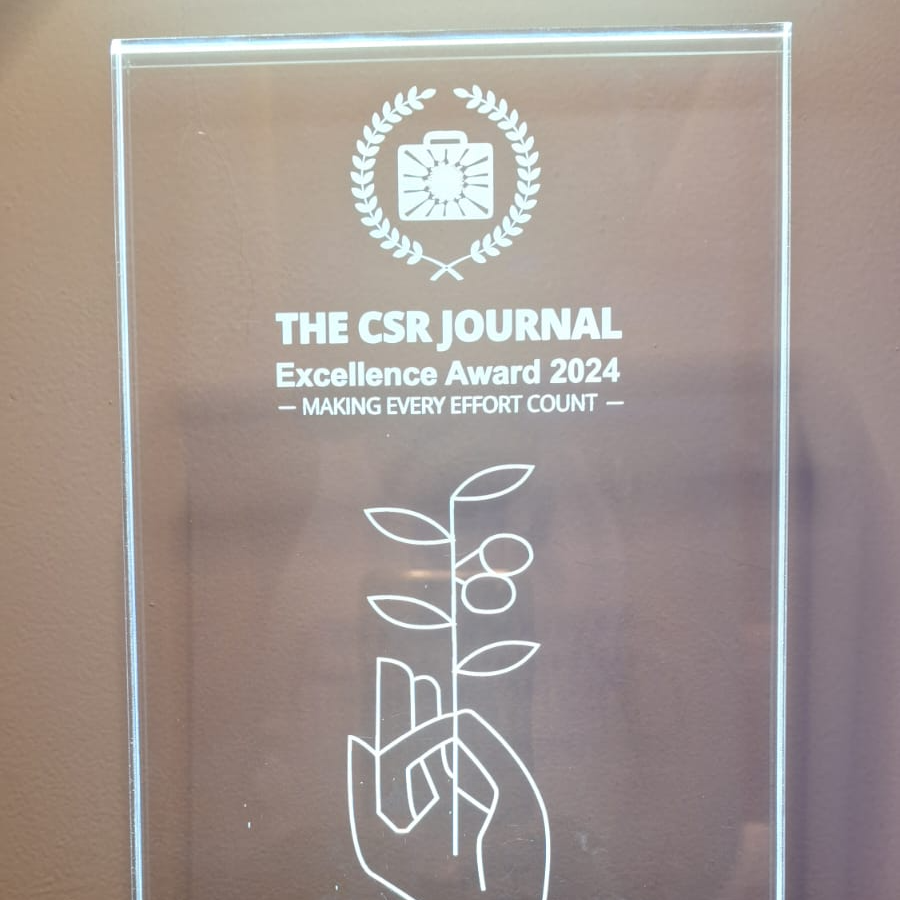 THE CSR JOURNAL
Excellence Award 2024
– MAKING EVERY EFFORT COUNT –